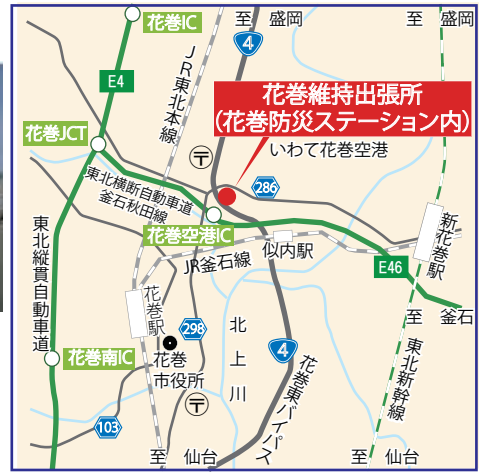 花巻IC
至 盛岡
至 盛岡
4
JR東北本線
E4
花巻維持出張所
(花巻防災ステーション内)
花巻JCT
いわて花巻空港
〒
286
東北横断自動車道
釜石秋田線
花巻空港IC
似内駅
新花巻駅
JR釜石線
E46
東北縦貫自動車道
花巻駅
至 釜石
298
北上川
花巻
市役所
4
花巻南IC
花巻東バイパス
東北新幹線
〒
103
至 仙台
至 仙台